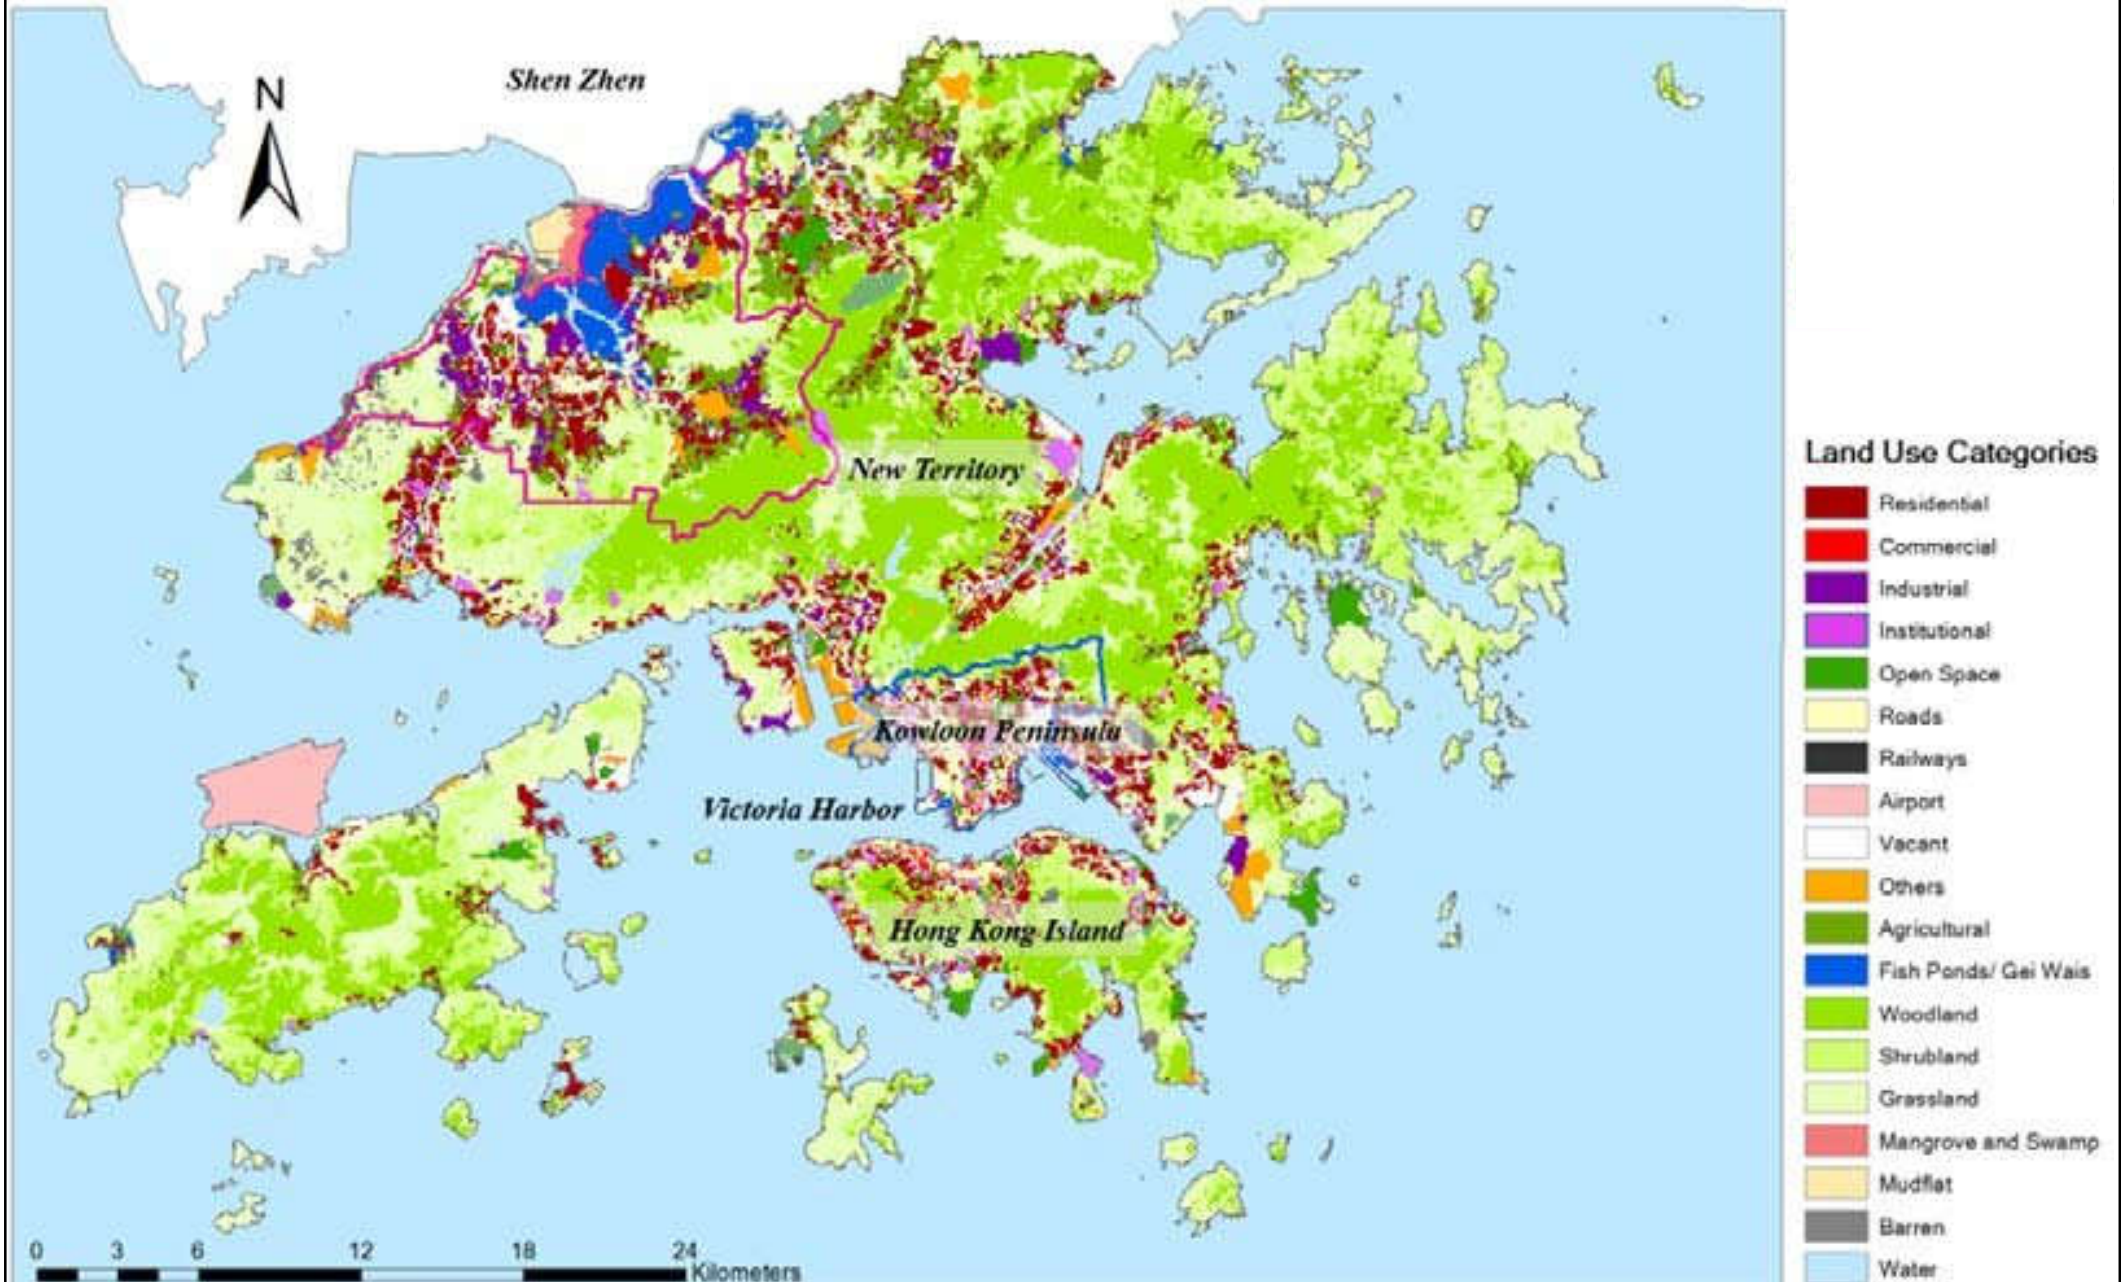 N
Shen Zhen
New Territory
Kowloon Peninsula
Victoria Harbor
Hong Kong Island
0 3 6 12 18 24
Kilometers
Land Use Categories
Residential
Commercial
Industrial
Institutional
Open Space
Roads
Railways
Airport
Vacant
Others
Agricultural
Fish Ponds/ Gei Wais
Woodland
Shrubland
Grassland
Mangrove and Swamp
Mudflat
Barren
Water